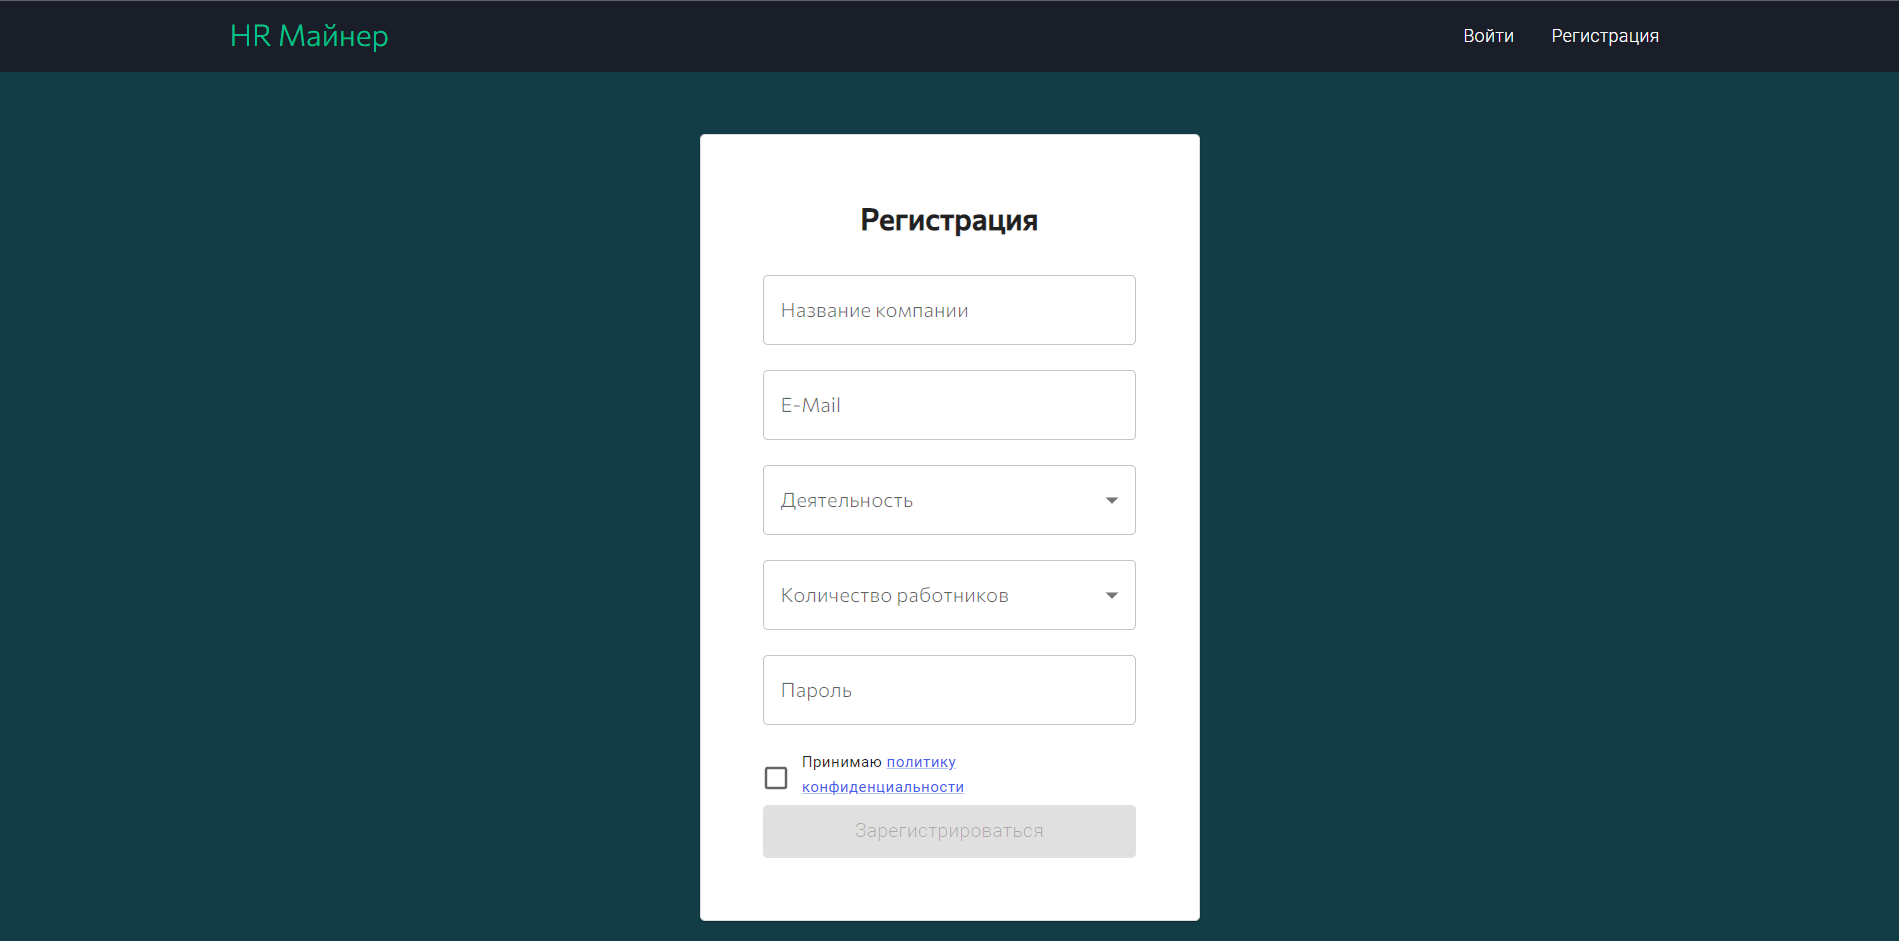 HR Майнер
Войти
Регистрация
Регистрация
Название компании
E-Mail
Деятельность
Количество работников
Пароль
Принимаю политику
конфиденциальности
Зарегистрироваться